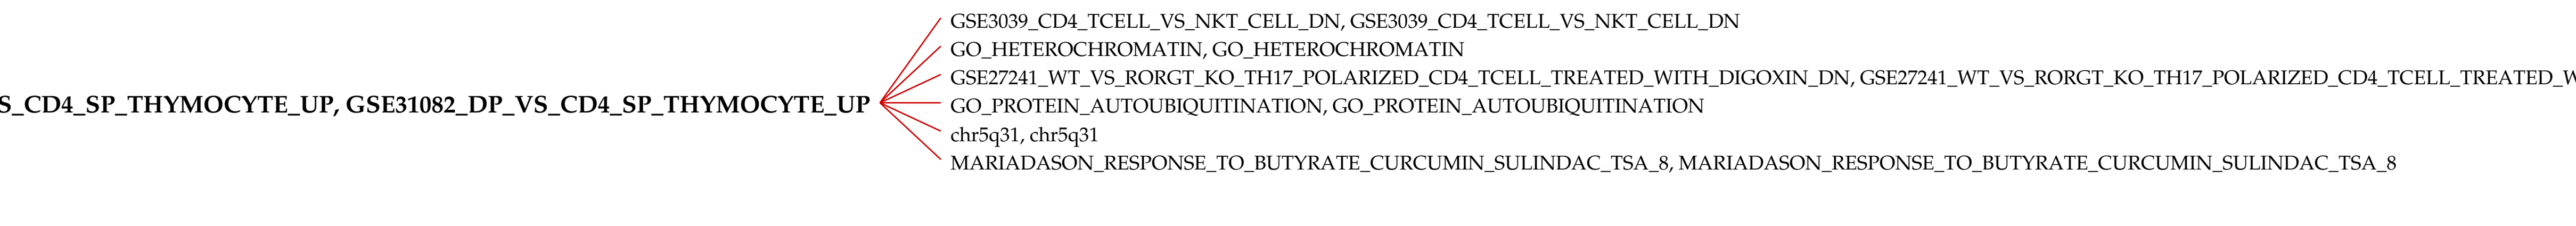 GSE3039_CD4_TCELL_VS_NKT_CELL_DN, GSE3039_CD4_TCELL_VS_NKT_CELL_DN
GO_HETEROCHROMATIN, GO_HETEROCHROMATIN
GSE27241_WT_VS_RORGT_KO_TH17_POLARIZED_CD4_TCELL_TREATED_WITH_DIGOXIN_DN, GSE27241_WT_VS_RORGT_KO_TH17_POLARIZED_CD4_TCELL_TREATED_W
S_CD4_SP_THYMOCYTE_UP, GSE31082_DP_VS_CD4_SP_THYMOCYTE_UP
GO_PROTEIN_AUTOUBIQUITINATION, GO_PROTEIN_AUTOUBIQUITINATION
chr5q31, chr5q31
MARIADASON_RESPONSE_TO_BUTYRATE_CURCUMIN_SULINDAC_TSA_8, MARIADASON_RESPONSE_TO_BUTYRATE_CURCUMIN_SULINDAC_TSA_8